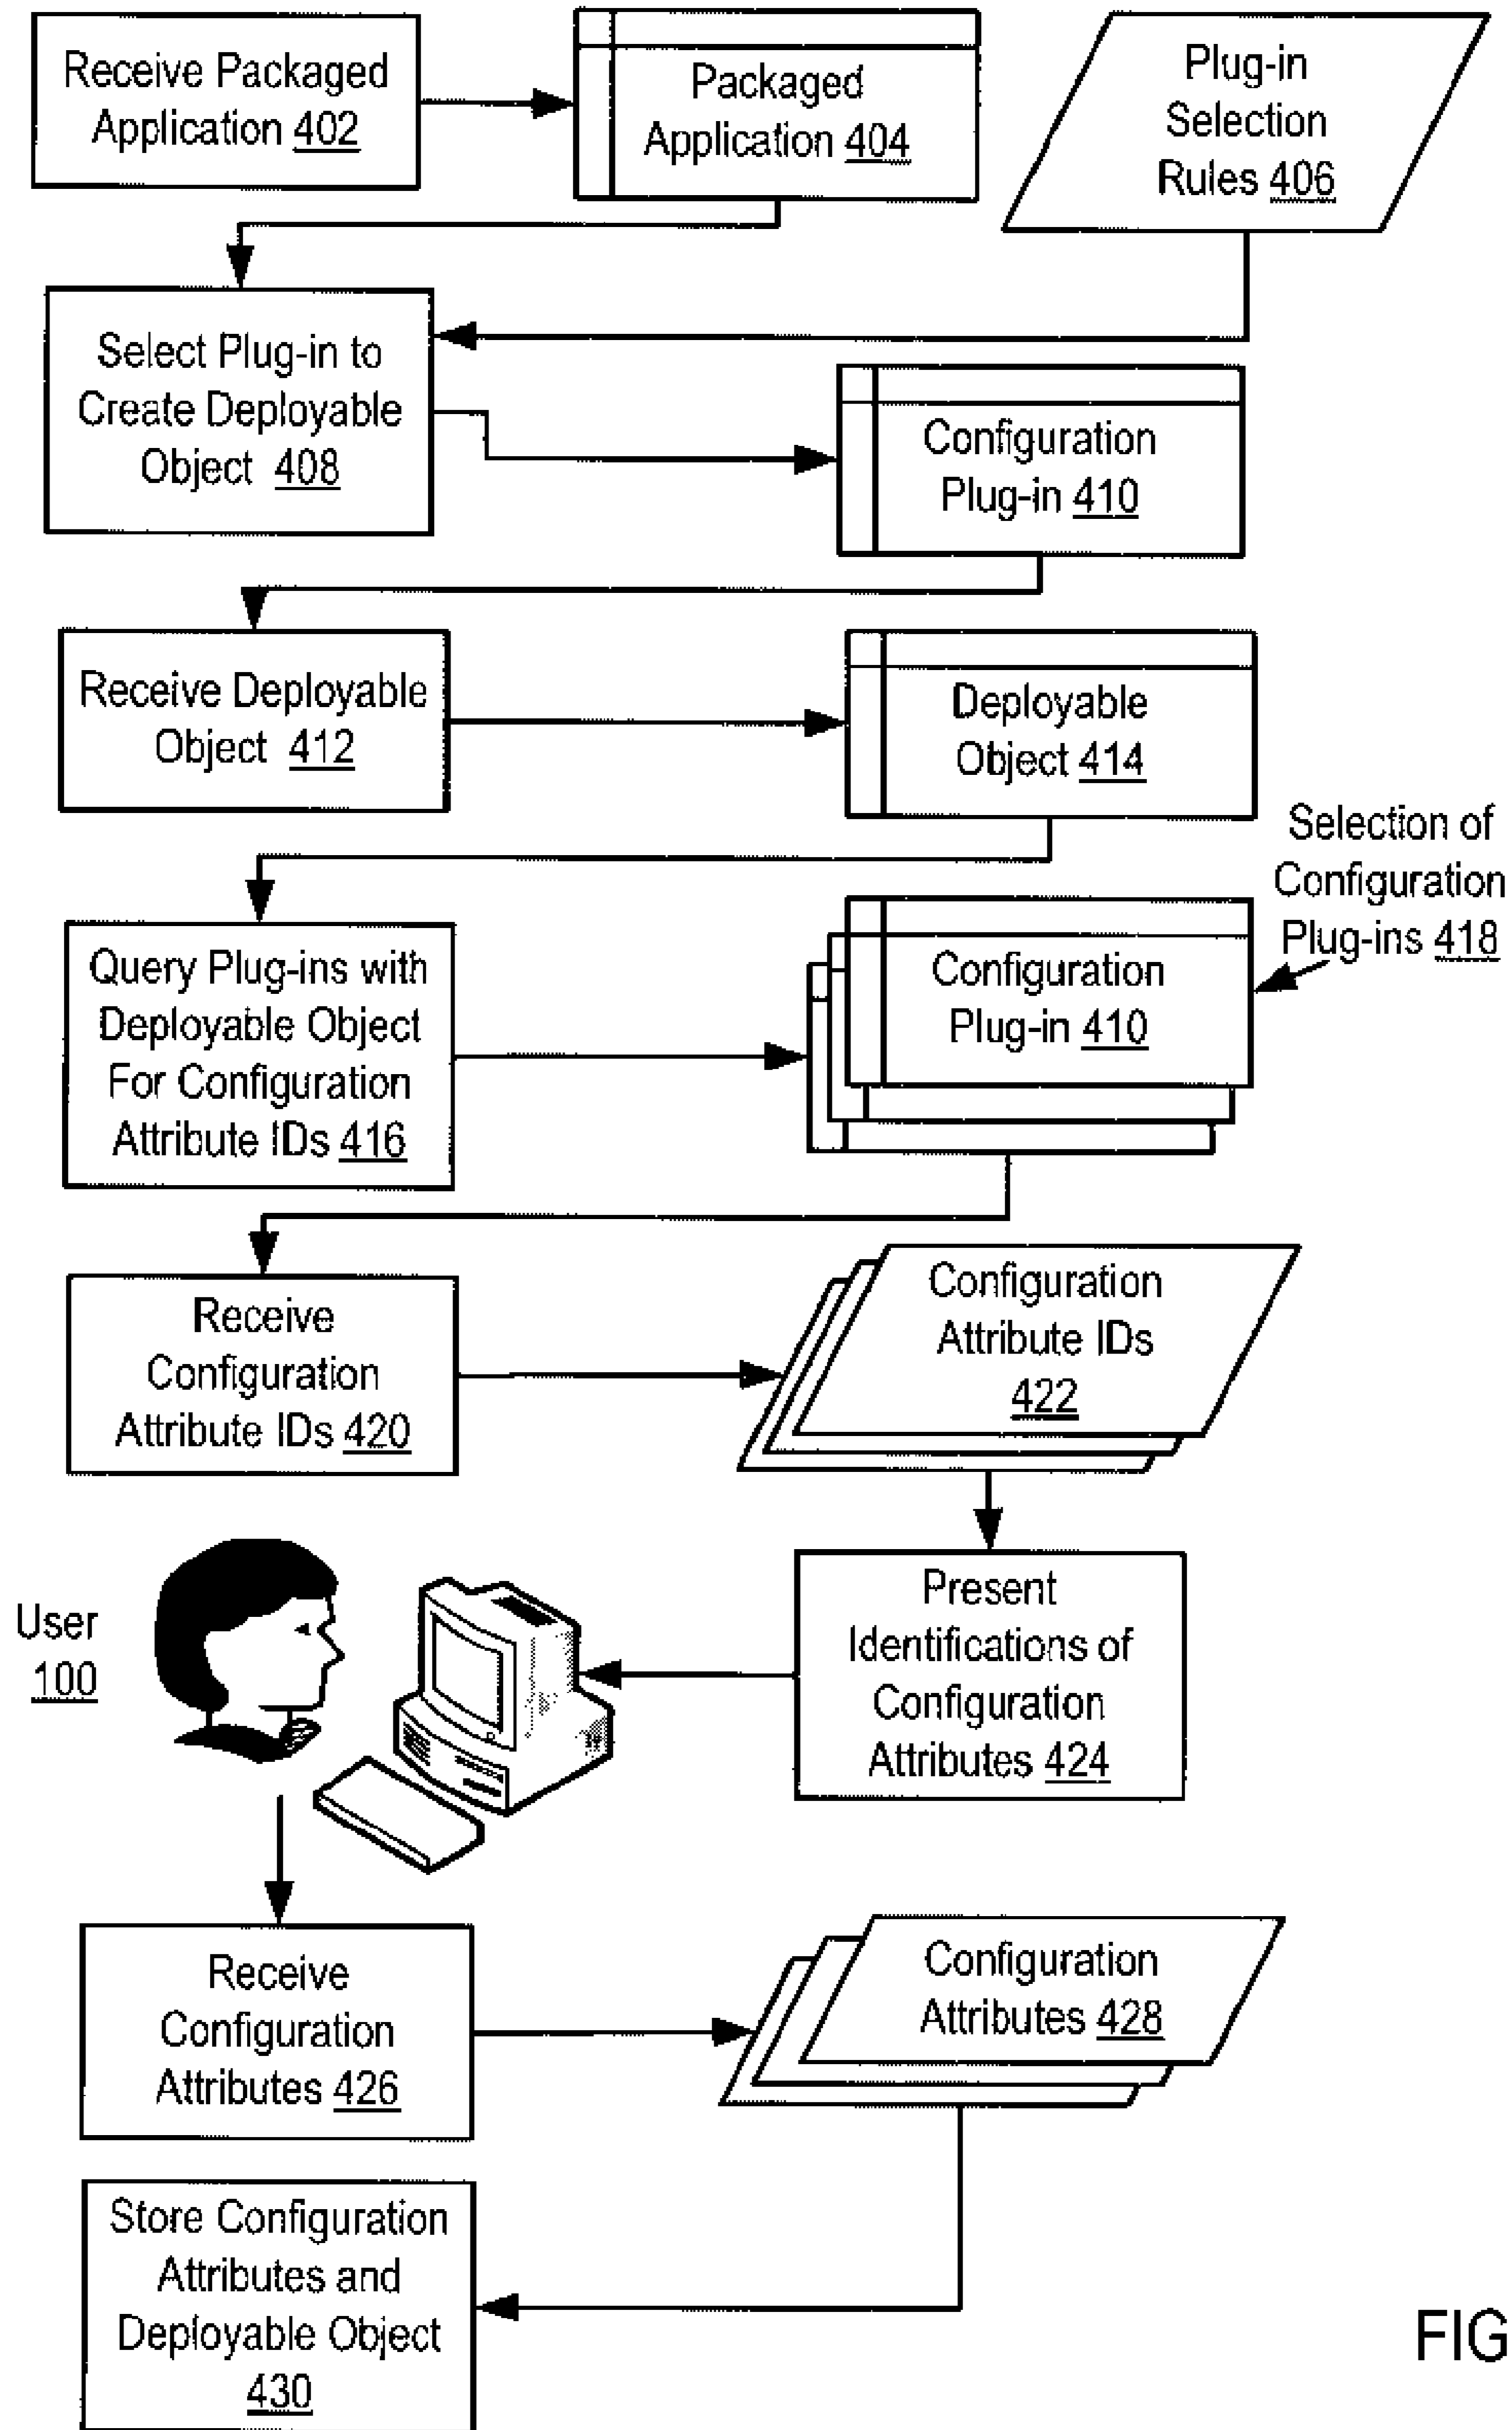 Receive Packaged
Application 402
Packaged
Application 404
Plug-in
Selection
Rules 406
Select Plug-in to
Create Deployable
Object 408
Configuration
Plug-in 410
Receive Deployable
Object 412
Deployable
Object 414
Selection of
Configuration
Plug-ins 418
Query Plug-ins with
Deployable Object
For Configuration
Attribute IDs 416
Configuration
Plug-in 410
Receive
Configuration
Attribute IDs 420
Configuration
Attribute IDs
422
User
100
Present
Identifications of
Configuration
Attributes 424
Receive
Configuration
Attributes 426
Configuration
Attributes 428
Store Configuration
Attributes and
Deployable Object
430
FIG